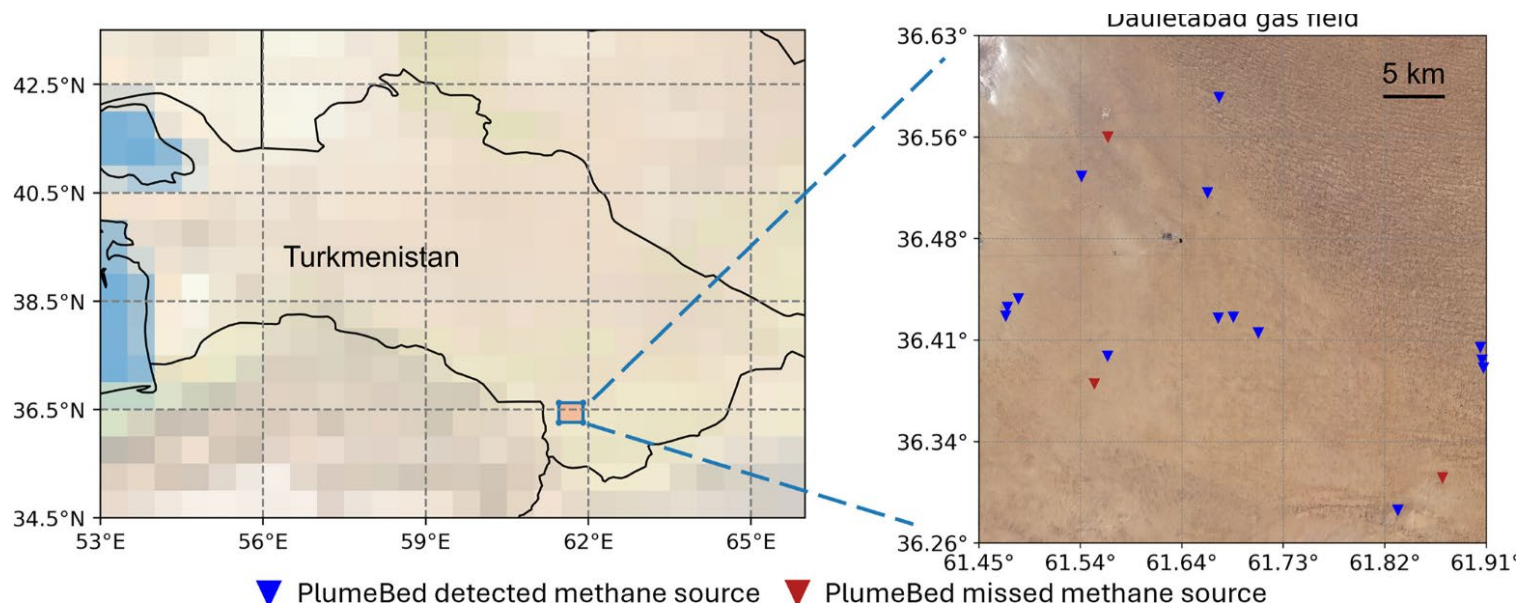 Dauletabad gas field
42.5°N
40.5°N
38.5°N
36.5°N
34.5°N
53°E
56°E
59°E
62°E
65°E
Turkmenistan
36.63°
36.56°
36.48°
36.41°
36.34°
36.26°
61.45°
61.54°
61.64°
61.73°
61.82°
61.91°
5 km
PlumeBed detected methane source
PlumeBed missed methane source